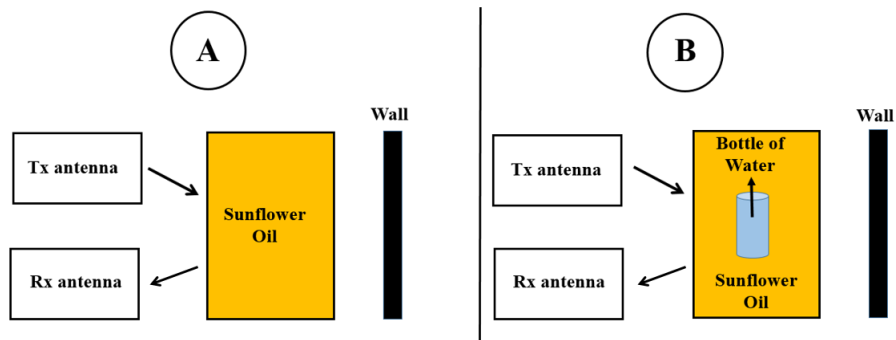 A
Wall
Tx antenna
Sunflower
Oil
Rx antenna
B
Wall
Bottle of
Water
Tx antenna
Rx antenna
Sunflower
Oil